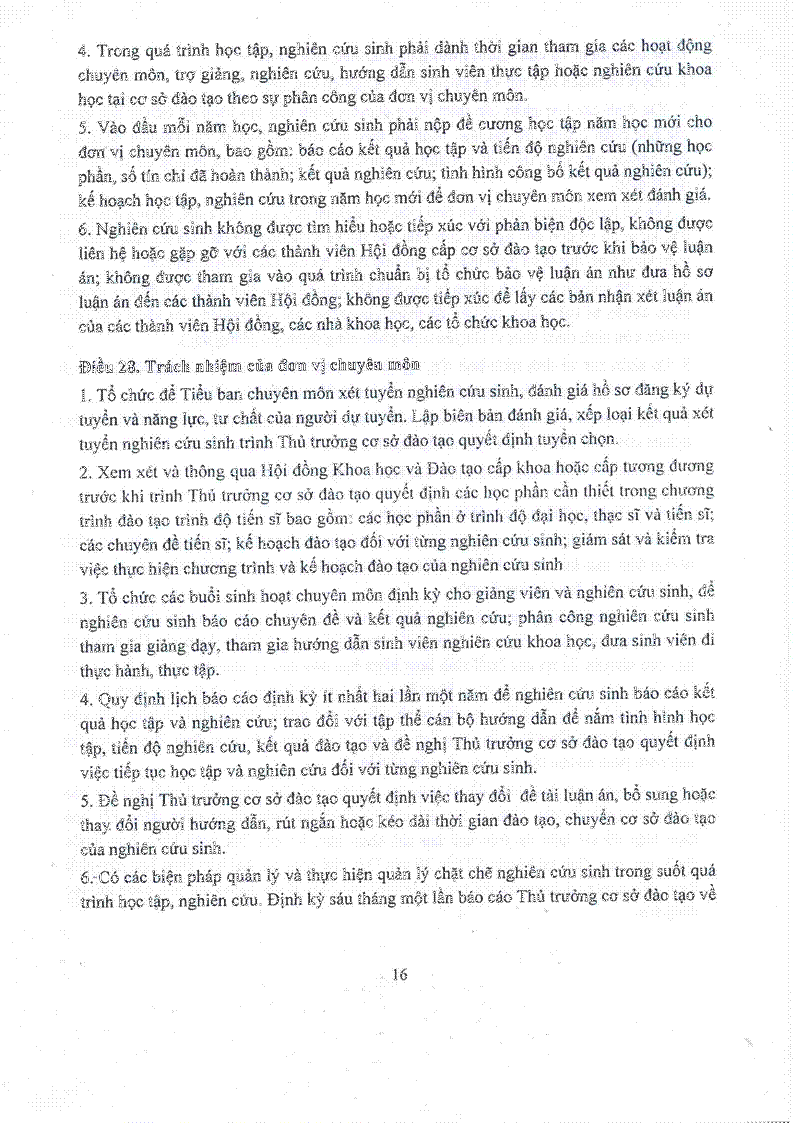 4. Trong quá trình học tập, nghiên cứu sinh phải dành thời gian tham gia các hoạt động
chuyên môn, trợ giảng, nghiên cứu, hướng dẫn sinh viên thực tập hoặc nghiên cứu khoa
học tại cơ sở đào tạo theo sự phân công của đơn vị chuyên môn.
5. Vào đầu mỗi năm học, nghiên cứu sinh phải nộp đề cương học tập năm học mới cho
đơn vị chuyên môn, bao gồm: báo cáo kết quả học tập và tiến độ nghiên cứu (những học
phần, số tín chỉ đã hoàn thành; kết quả nghiên cứu; tình hình công bố kết quả nghiên cứu);
kế hoạch học tập, nghiên cứu trong năm học mới để đơn vị chuyên môn xem xét đánh giá.
6. Nghiên cứu sinh không được tìm hiểu hoặc tiếp xúc với phản biện độc lập, không được
liên hệ hoặc gặp gỡ với các thành viên Hội đồng cấp cơ sở đào tạo trước khi bảo vệ luận
án; không được tham gia vào quá trình chuẩn bị tổ chức bảo vệ luận án như đưa hồ sơ
luận án đến các thành viên Hội đồng; không được tiếp xúc để lấy các bản nhận xét luận án
của các thành viên Hội đồng, các nhà khoa học, các tổ chức khoa học.
Điều 28. Trách nhiệm của đơn vị chuyên môn
1. Tổ chức để Tiểu ban chuyên môn xét tuyển nghiên cứu sinh, đánh giá hồ sơ đăng ký dự
tuyển và năng lực, tư chất của người dự tuyển. Lập biên bản đánh giá, xếp loại kết quả xét
tuyển nghiên cứu sinh trình Thủ trưởng cơ sở đào tạo quyết định tuyển chọn.
2. Xem xét và thông qua Hội đồng Khoa học và Đào tạo cấp khoa hoặc cấp tương đương
trước khi trình Thủ trưởng cơ sở đào tạo quyết định các học phần cần thiết trong chương
trình đào tạo trình độ tiến sĩ bao gồm: các học phần ở trình độ đại học, thạc sĩ và tiến sĩ;
các chuyên đề tiến sĩ; kế hoạch đào tạo đối với từng nghiên cứu sinh; giám sát và kiểm tra
việc thực hiện chương trình và kế hoạch đào tạo của nghiên cứu sinh
3. Tổ chức các buổi sinh hoạt chuyên môn định kỳ cho giảng viên và nghiên cứu sinh, để
nghiên cứu sinh báo cáo chuyên đề và kết quả nghiên cứu; phân công nghiên cứu sinh
tham gia giảng dạy, tham gia hướng dẫn sinh viên nghiên cứu khoa học, đưa sinh viên đi
thực hành, thực tập.
4. Quy định lịch báo cáo định kỳ ít nhất hai lần một năm để nghiên cứu sinh báo cáo kết
quả học tập và nghiên cứu; trao đổi với tập thể cán bộ hướng dẫn để nắm tình hình học
tập, tiến độ nghiên cứu, kết quả đào tạo và đề nghị Thủ trưởng cơ sở đào tạo quyết định
việc tiếp tục học tập và nghiên cứu đối với từng nghiên cứu sinh.
5. Đề nghị Thủ trưởng cơ sở đào tạo quyết định việc thay đổi đề tài luận án, bổ sung hoặc
thay đổi người hướng dẫn, rút ngắn hoặc kéo dài thời gian đào tạo, chuyển cơ sở đào tạo
của nghiên cứu sinh.
6. Có các biện pháp quản lý và thực hiện quản lý chặt chẽ nghiên cứu sinh trong suốt quá
trình học tập, nghiên cứu. Định kỳ sáu tháng một lần báo cáo Thủ trưởng cơ sở đào tạo về
16